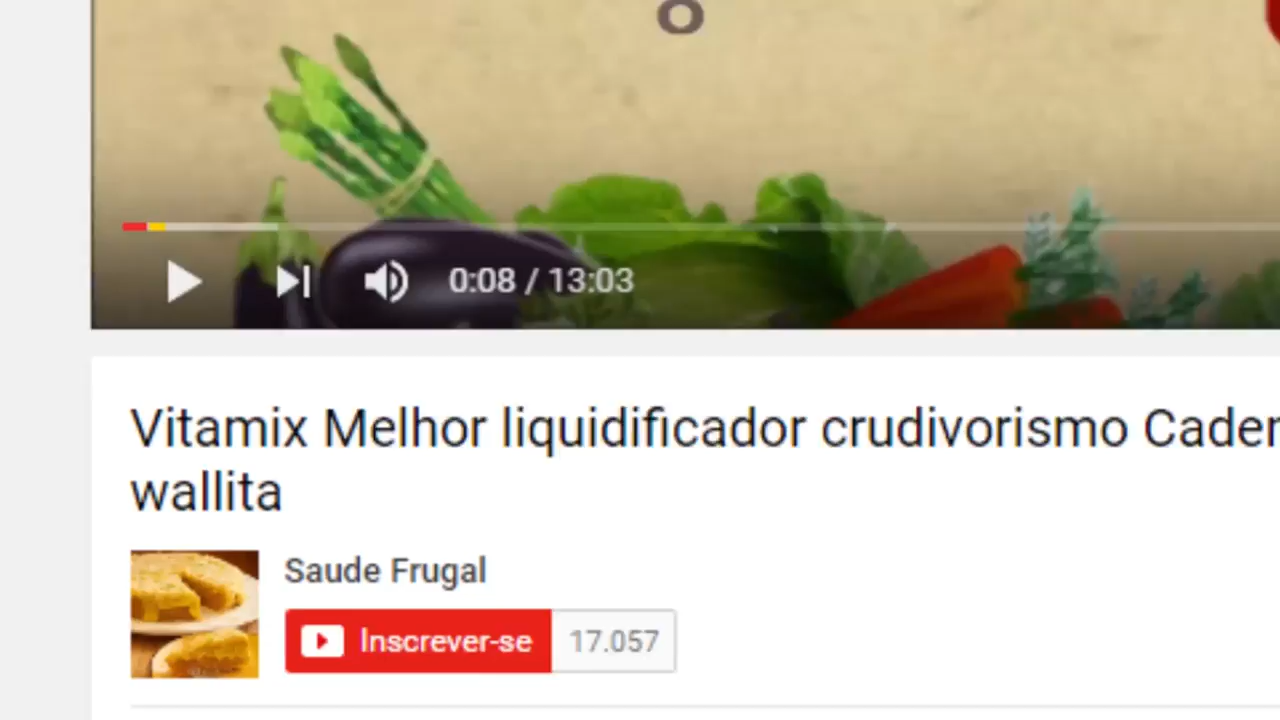 0:08 / 13:03
Vitamix Melhor liquidificador crudivorismo
wallita
Saude Frugal
Inscrever-se 17.057